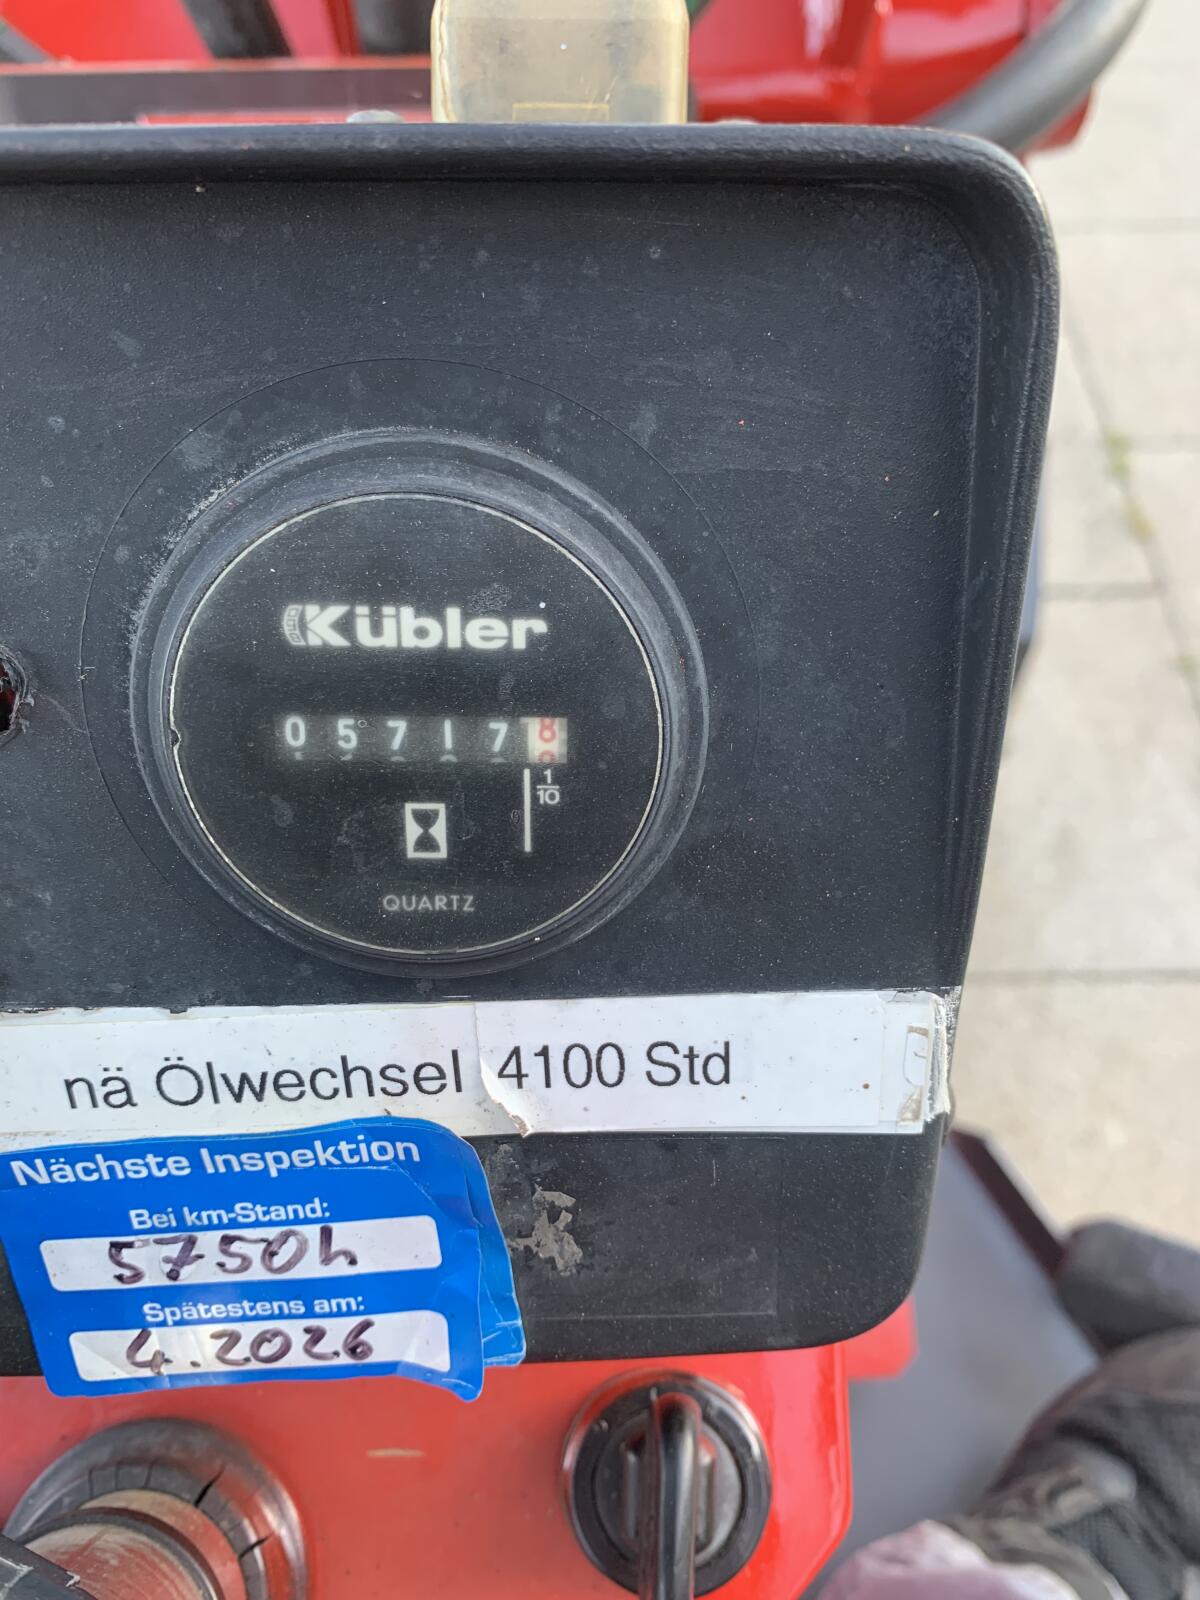 Kübler
057178
1/10
QUARTZ
nä Ölwechsel 4100 Std
Nächste Inspektion
Bei km-Stand:
5750h
Spätestens am:
4.2026